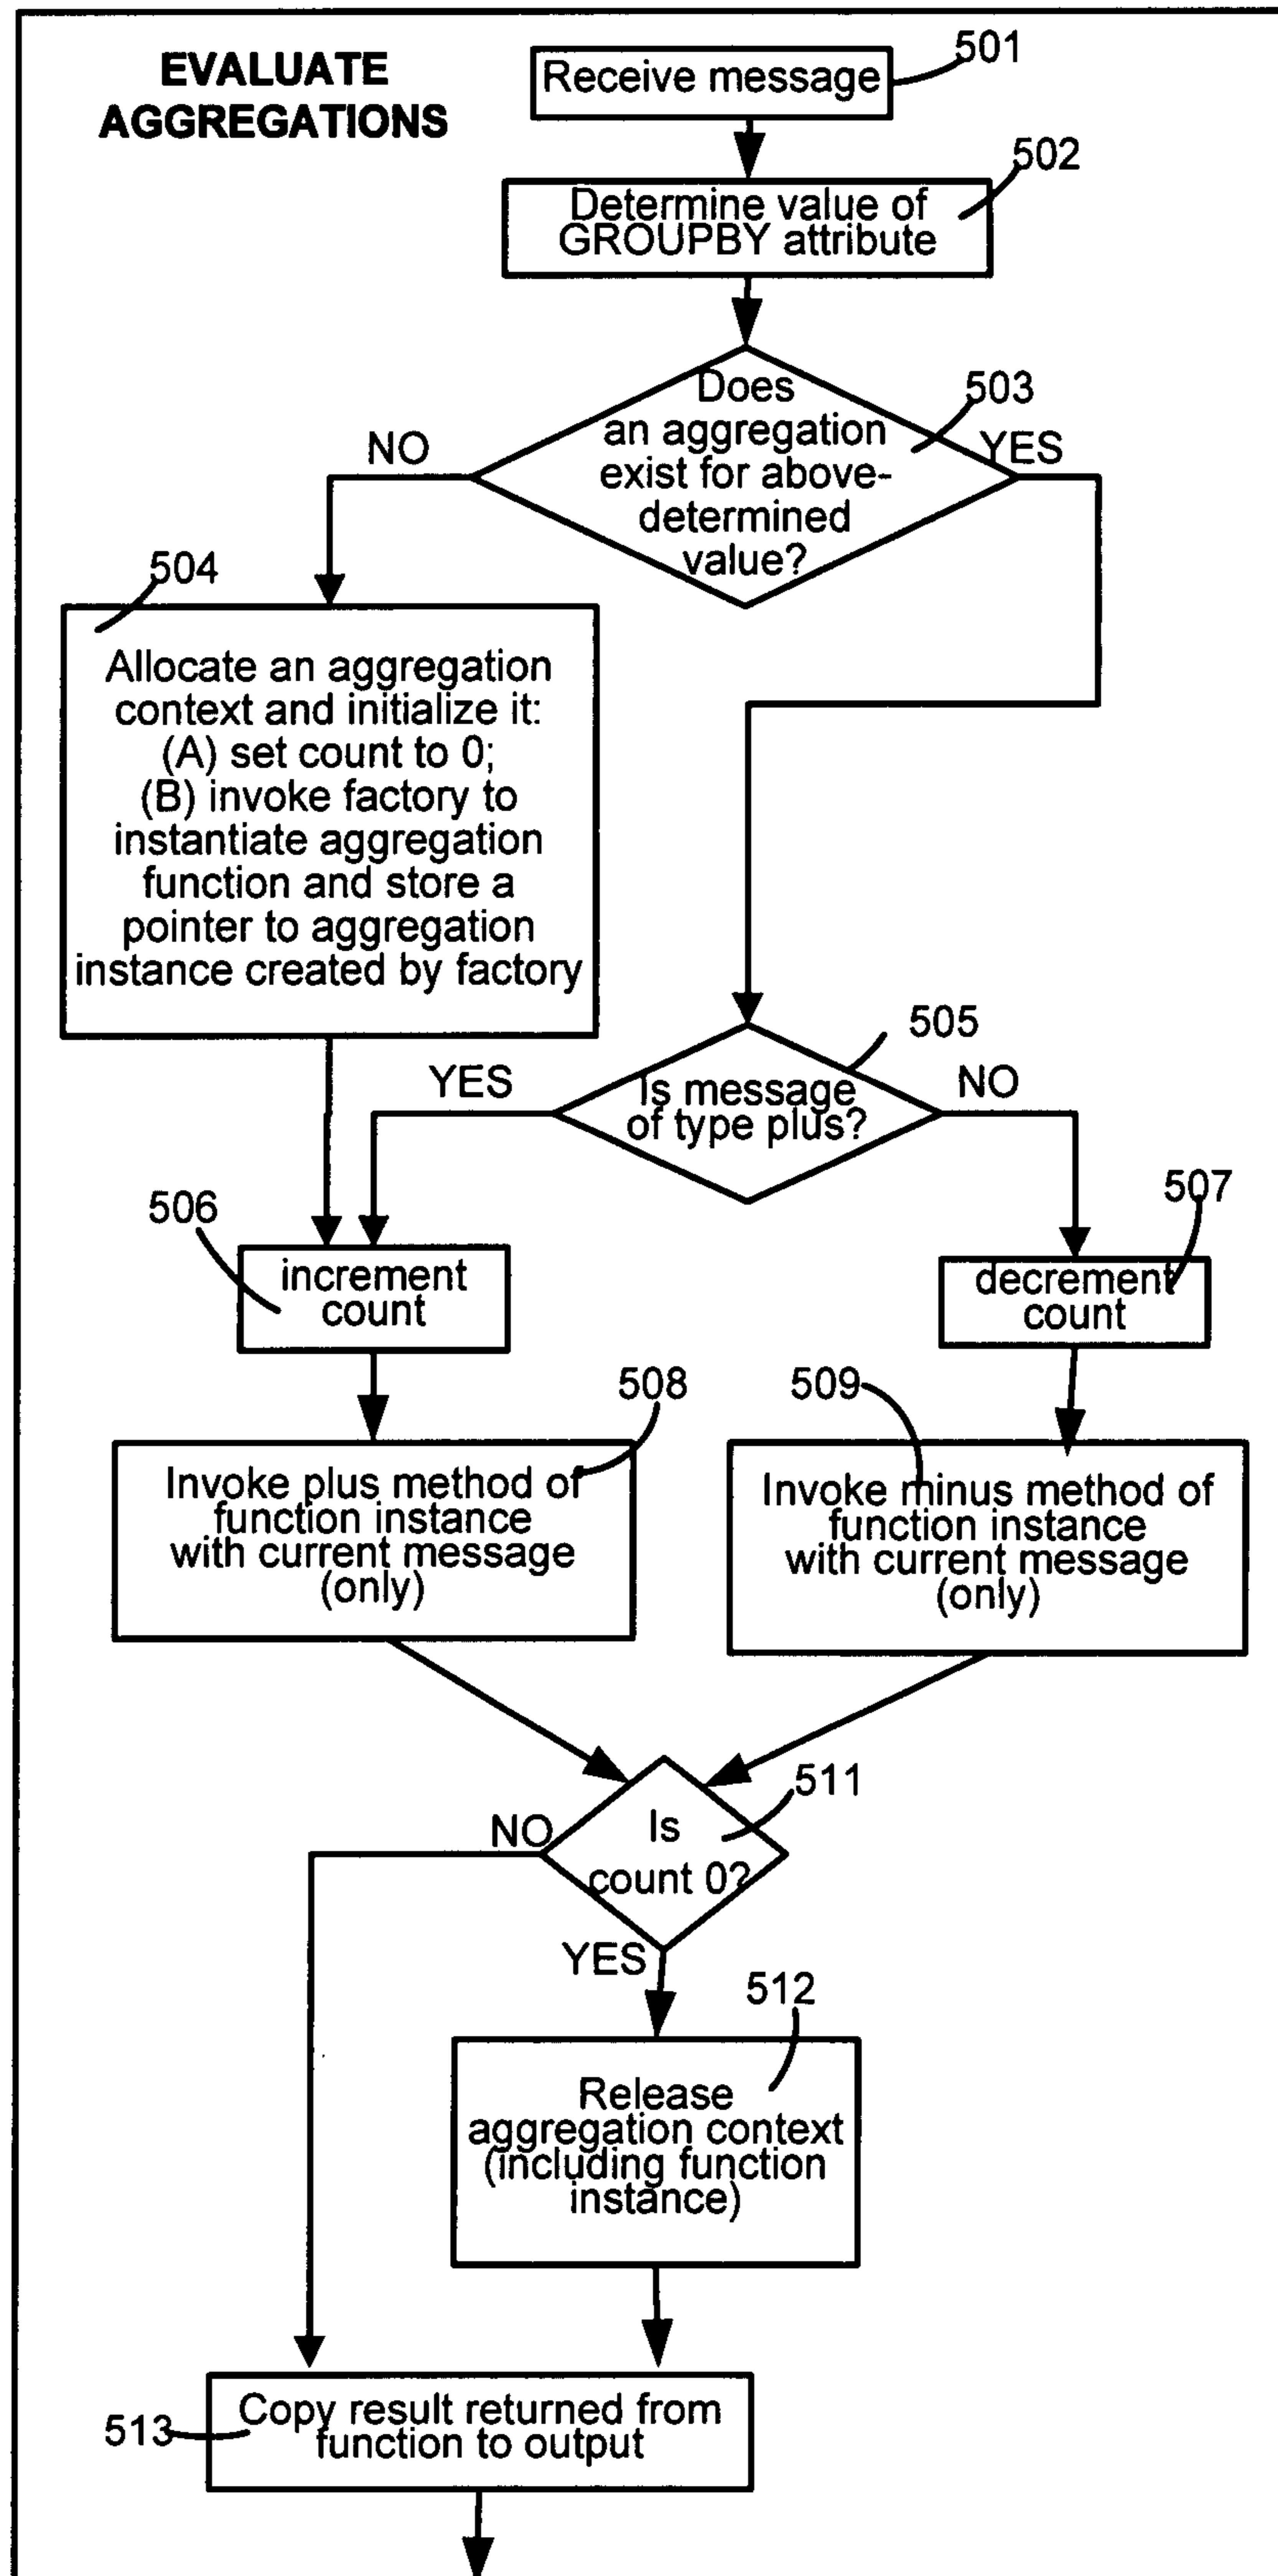 EVALUATE
AGGREGATIONS
Receive message
501
502
Determine value of
GROUPBY attribute
503
Does
an aggregation
exist for above-
determined
value?
NO
YES
504
Allocate an aggregation
context and initialize it:
(A) set count to 0;
(B) invoke factory to
instantiate aggregation
function and store a
pointer to aggregation
instance created by factory
505
YES
Is message
of type plus?
NO
506
increment
count
507
decrement
count
508
Invoke plus method of
function instance
with current message
(only)
509
Invoke minus method of
function instance
with current message
(only)
511
NO
Is
count 0?
YES
512
Release
aggregation context
(including function
instance)
513
Copy result returned from
function to output